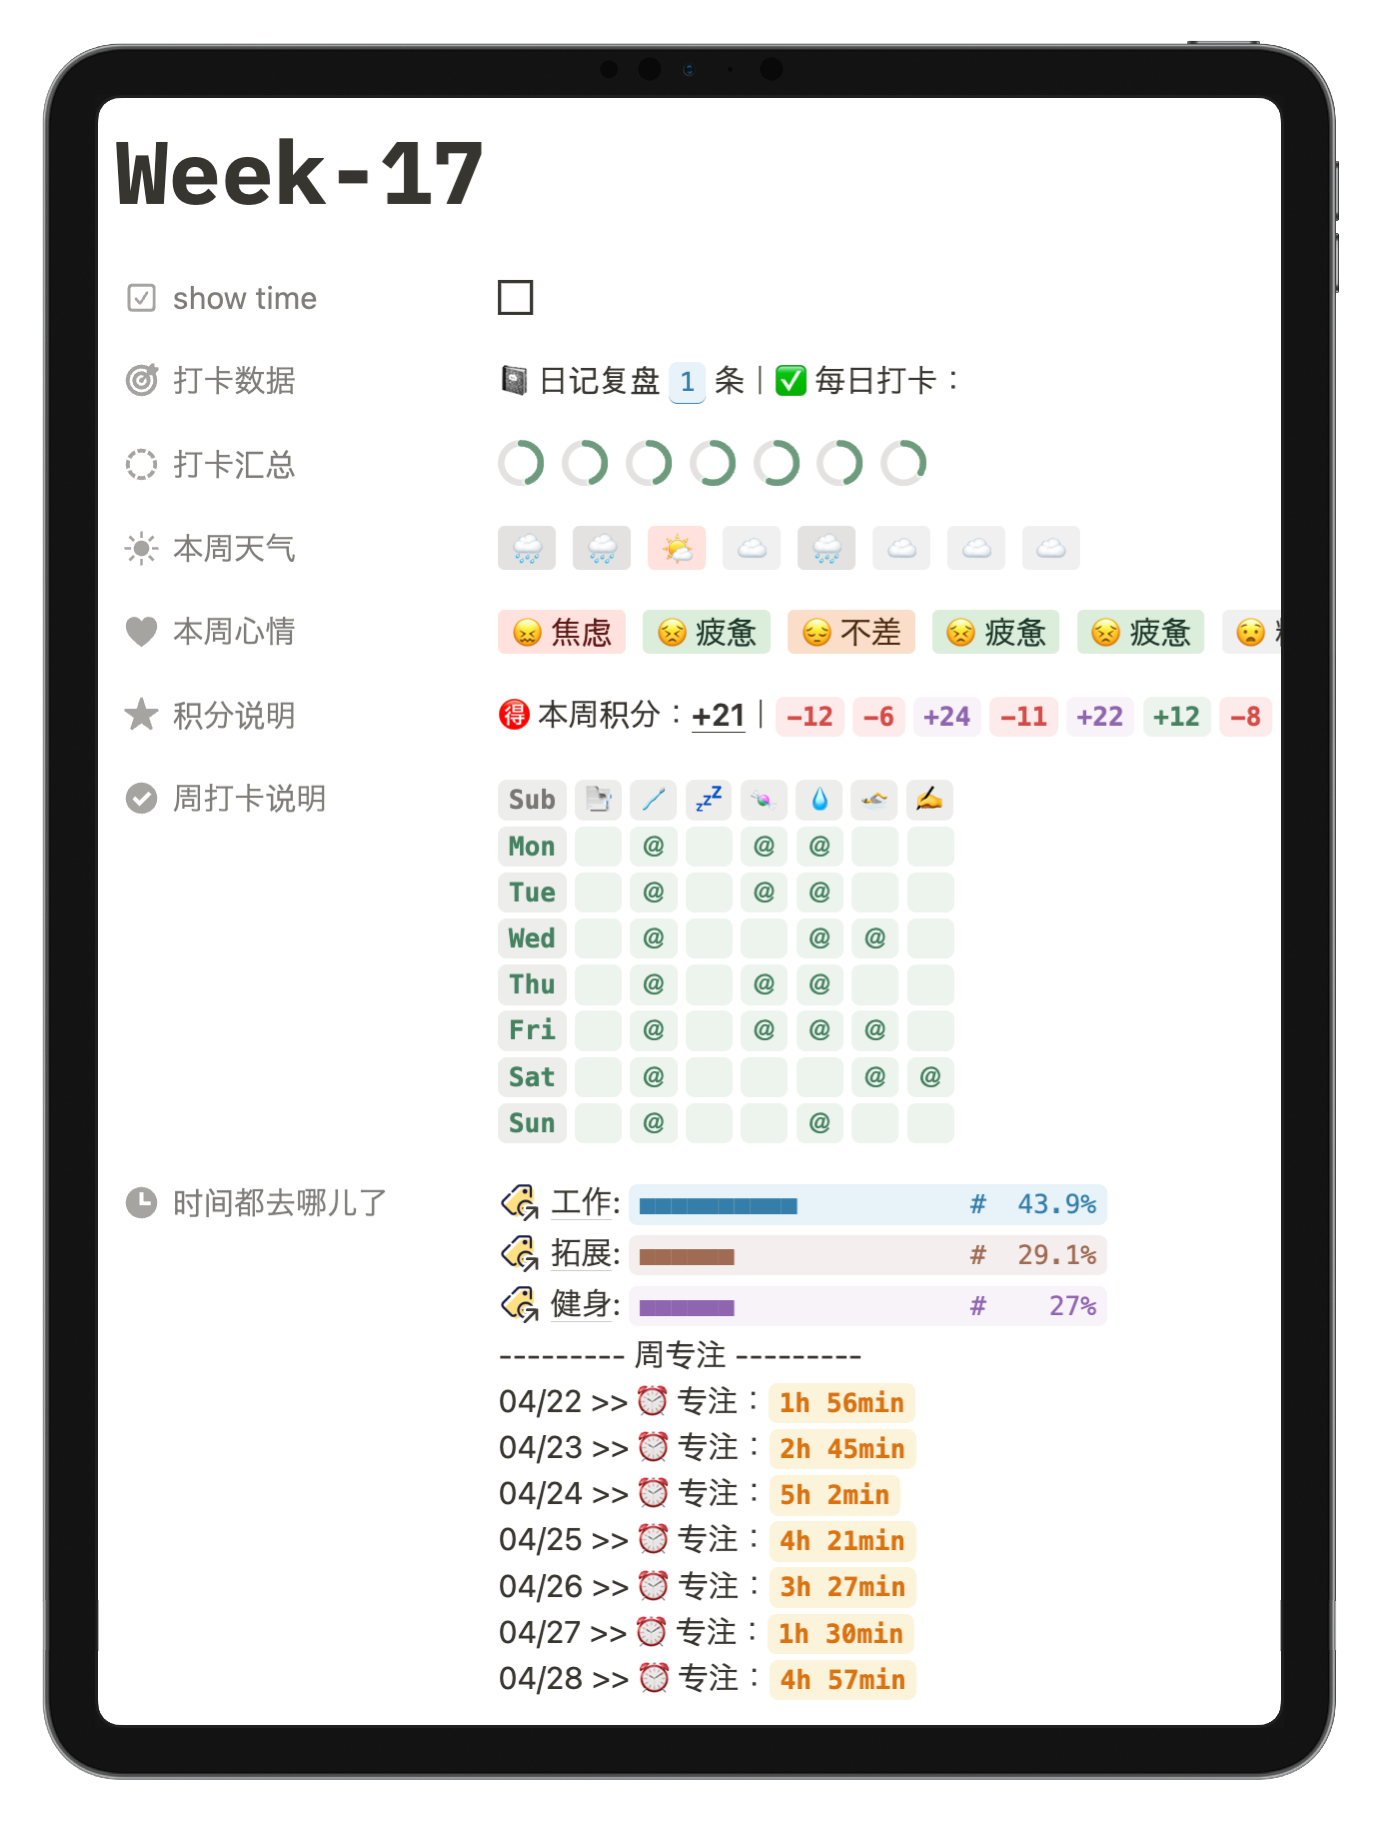 Week-17
show time
打卡数据 日记复盘 1 条 | 每日打卡：
打卡汇总
本周天气
本周心情 焦虑 疲惫 不差 疲惫 疲惫
积分说明 得 本周积分：+21 | -12 -6 +24 -11 +22 +12 -8
周打卡说明 Sub zzZ
Mon @ @ @
Tue @ @ @
Wed @ @ @
Thu @ @ @
Fri @ @ @ @
Sat @ @ @
Sun @ @
时间都去哪儿了 工作: # 43.9%
拓展: # 29.1%
健身: # 27%
--------- 周专注 ---------
04/22 >> 专注：1h 56min
04/23 >> 专注：2h 45min
04/24 >> 专注：5h 2min
04/25 >> 专注：4h 21min
04/26 >> 专注：3h 27min
04/27 >> 专注：1h 30min
04/28 >> 专注：4h 57min